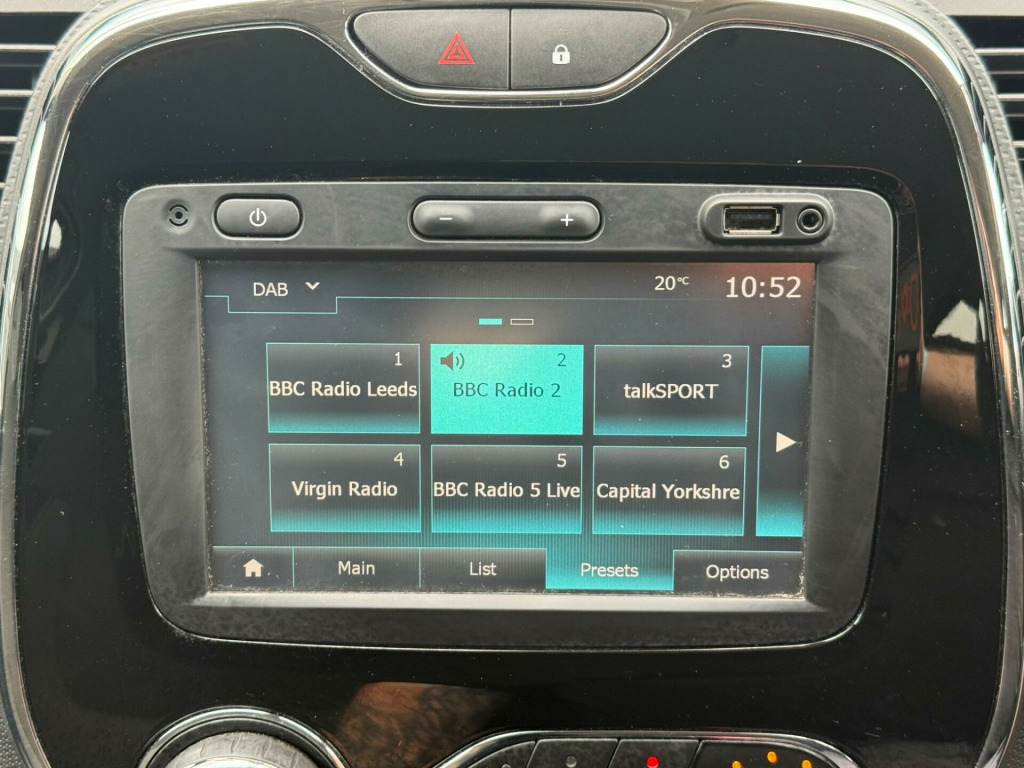 − +
DAB 20°C 10:52
1 2 3
BBC Radio Leeds BBC Radio 2 talkSPORT
4 5 6
Virgin Radio BBC Radio 5 Live Capital Yorkshre
Main List Presets Options